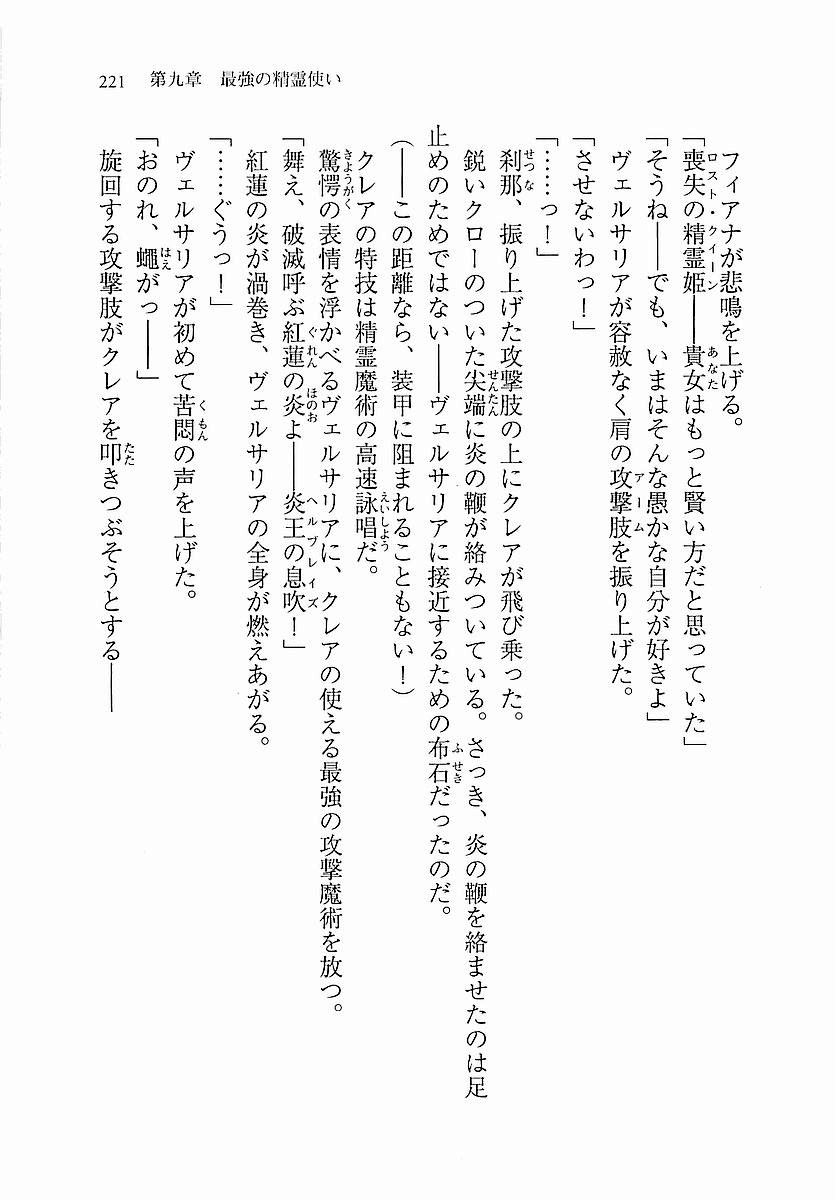 221　第九章　最強の精霊使い
フィアナが悲鳴を上げる。
「喪失の精霊姫――貴女はもっと賢い方だと思っていた」
「そうね――でも、いまはそんな愚かな自分が好きよ」
ヴェルサリアが容赦なく肩の攻撃肢を振り上げた。
「させないわっ！」
「……っ！」
刹那、振り上げた攻撃肢の上にクレアが飛び乗った。
鋭いクローのついた尖端に炎の鞭が絡みついている。さっき、炎の鞭を絡ませたのは足
止めのためではない――ヴェルサリアに接近するための布石だったのだ。
（――この距離なら、装甲に阻まれることもない！）
クレアの特技は精霊魔術の高速詠唱だ。
驚愕の表情を浮かべるヴェルサリアに、クレアの使える最強の攻撃魔術を放つ。
「舞え、破滅呼ぶ紅蓮の炎よ――炎王の息吹！」
紅蓮の炎が渦巻き、ヴェルサリアの全身が燃えあがる。
「……ぐうっ！」
ヴェルサリアが初めて苦悶の声を上げた。
「おのれ、蠅がっ――」
旋回する攻撃肢がクレアを叩きつぶそうとする――